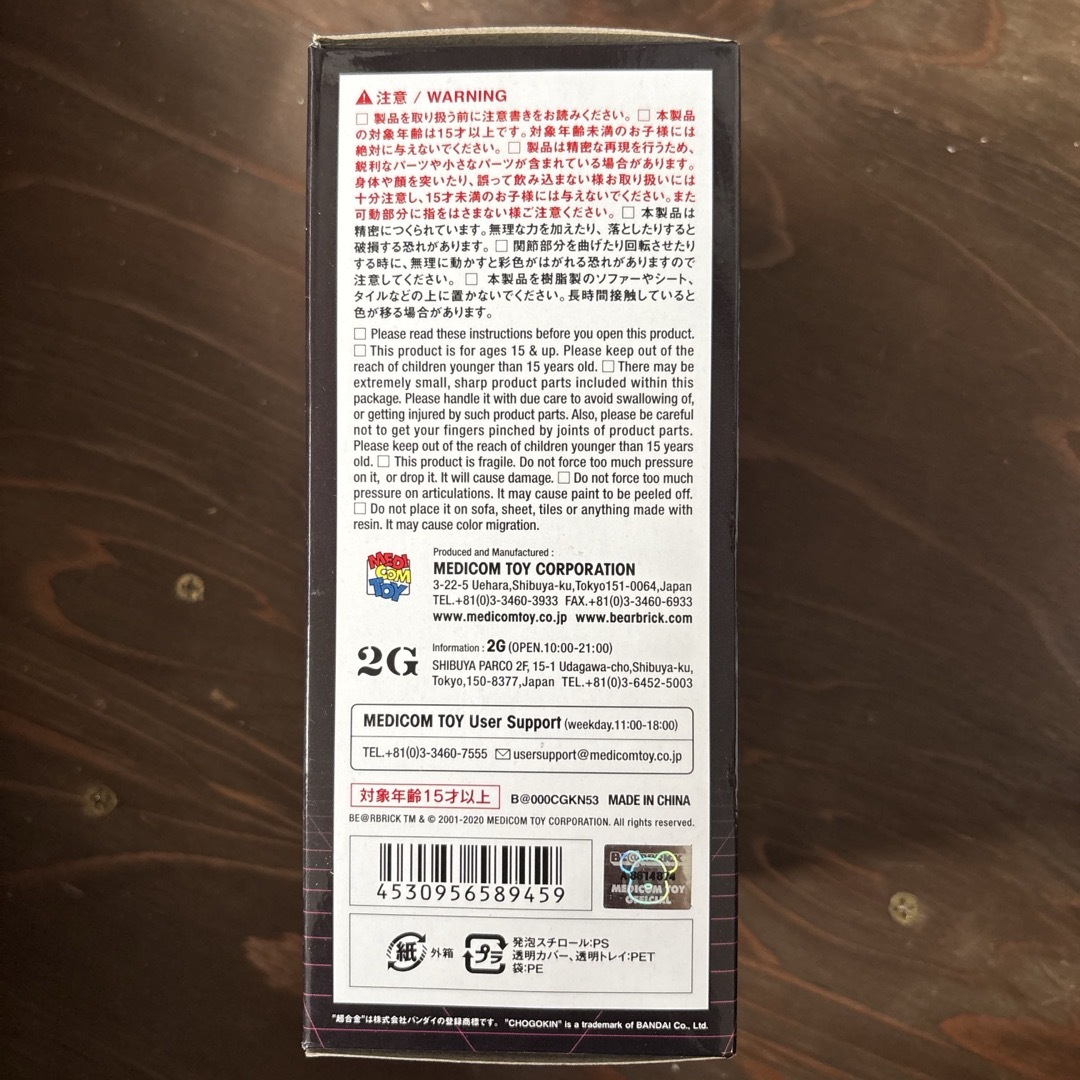 注意 / WARNING
□ 製品を取り扱う前に注意書きをお読みください。□ 本製品
の対象年齢は15才以上です。対象年齢未満のお子様には
絶対に与えないでください。□ 製品は精密な再現を行うため、
鋭利なパーツや小さなパーツが含まれている場合があります。
身体や顔を突いたり、誤って飲み込まない様お取り扱いには
十分注意し、15才未満のお子様には与えないでください。また
可動部分に指をはさまない様ご注意ください。□ 本製品は
精密につくられています。無理な力を加えたり、落としたりすると
破損する恐れがあります。□ 関節部分を曲げたり回転させたり
する時に、無理に動かすと彩色がはがれる恐れがありますので
注意してください。□ 本製品を樹脂製のソファーやシート、
タイルなどの上に置かないでください。長時間接触していると
色が移る場合があります。
□ Please read these instructions before you open this product.
□ This product is for ages 15 & up. Please keep out of the
reach of children younger than 15 years old. □ There may be
extremely small, sharp product parts included within this
package. Please handle it with due care to avoid swallowing of,
or getting injured by such product parts. Also, please be careful
not to get your fingers pinched by joints of product parts.
Please keep out of the reach of children younger than 15 years
old. □ This product is fragile. Do not force too much pressure
on it, or drop it. It will cause damage. □ Do not force too much
pressure on articulations. It may cause paint to be peeled off.
□ Do not place it on sofa, sheet, tiles or anything made with
resin. It may cause color migration.
MEDI
COM
TOY
Produced and Manufactured :
MEDICOM TOY CORPORATION
3-22-5 Uehara,Shibuya-ku,Tokyo151-0064,Japan
TEL.+81(0)3-3460-3933 FAX.+81(0)3-3460-6933
www.medicomtoy.co.jp www.bearbrick.com
2G
Information : 2G (OPEN.10:00-21:00)
SHIBUYA PARCO 2F, 15-1 Udagawa-cho,Shibuya-ku,
Tokyo,150-8377,Japan TEL.+81(0)3-6452-5003
MEDICOM TOY User Support (weekday.11:00-18:00)
TEL.+81(0)3-3460-7555 usersupport@medicomtoy.co.jp
対象年齢15才以上 B@000CGKN53 MADE IN CHINA
BE@RBRICK TM & © 2001-2020 MEDICOM TOY CORPORATION. All rights reserved.
4530956589459
BE@RBRICK
A 8614874
MEDICOM TOY
OFFICIAL
紙 外箱
プラ
発泡スチロール:PS
透明カバー、透明トレイ:PET
袋:PE
"超合金"は株式会社バンダイの登録商標です。 "CHOGOKIN" is a trademark of BANDAI Co., Ltd.